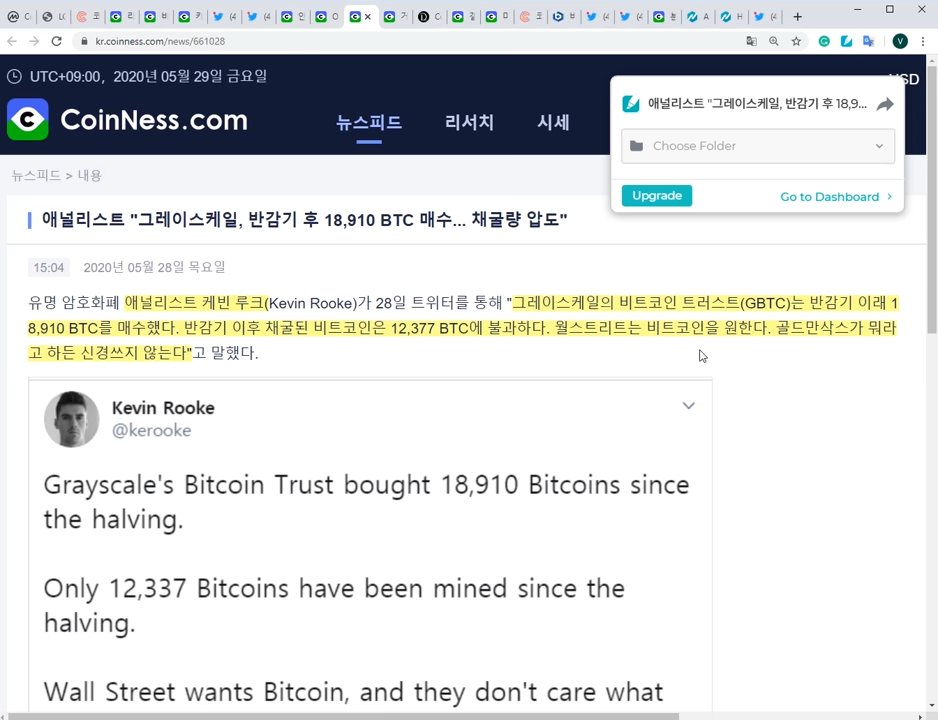 kr.coinness.com/news/661028
UTC+09:00, 2020년 05월 29일 금요일
SD
CoinNess.com
뉴스피드
리서치
시세
애널리스트 "그레이스케일, 반감기 후 18,9...
Choose Folder
Upgrade
Go to Dashboard
뉴스피드 > 내용
애널리스트 "그레이스케일, 반감기 후 18,910 BTC 매수... 채굴량 압도"
15:04 2020년 05월 28일 목요일
유명 암호화폐 애널리스트 케빈 루크(Kevin Rooke)가 28일 트위터를 통해 "그레이스케일의 비트코인 트러스트(GBTC)는 반감기 이래 1
8,910 BTC를 매수했다. 반감기 이후 채굴된 비트코인은 12,377 BTC에 불과하다. 월스트리트는 비트코인을 원한다. 골드만삭스가 뭐라
고 하든 신경쓰지 않는다"고 말했다.
Kevin Rooke
@kerooke
Grayscale's Bitcoin Trust bought 18,910 Bitcoins since
the halving.
Only 12,337 Bitcoins have been mined since the
halving.
Wall Street wants Bitcoin, and they don't care what